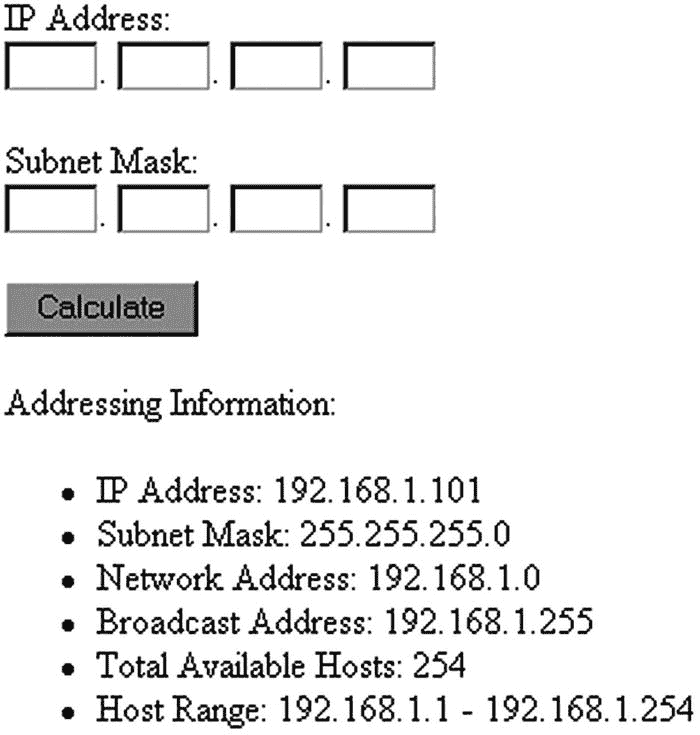 IP Address:
. . .
Subnet Mask:
. . .
Calculate
Addressing Information:
• IP Address: 192.168.1.101
• Subnet Mask: 255.255.255.0
• Network Address: 192.168.1.0
• Broadcast Address: 192.168.1.255
• Total Available Hosts: 254
• Host Range: 192.168.1.1 - 192.168.1.254